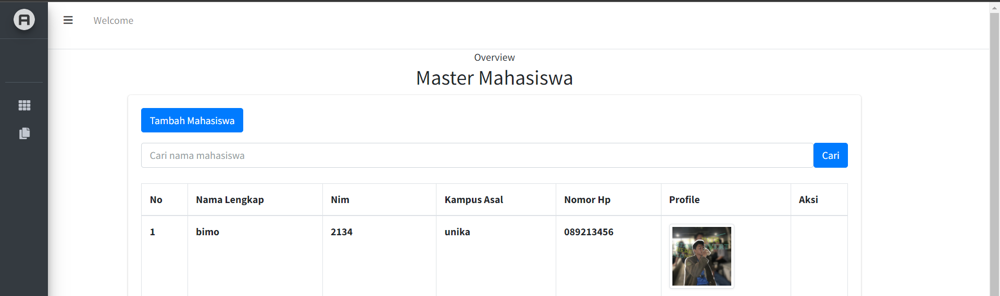 Welcome
Overview
Master Mahasiswa
Tambah Mahasiswa
Cari nama mahasiswa Cari
No Nama Lengkap Nim Kampus Asal Nomor Hp Profile Aksi
1 bimo 2134 unika 089213456